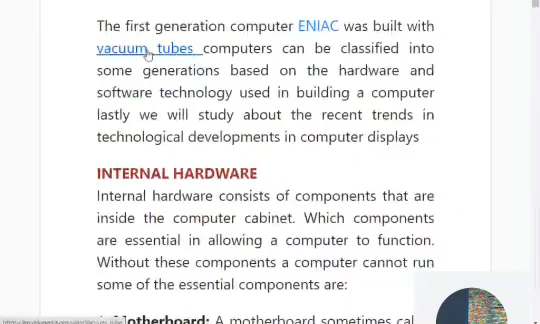 The first generation computer ENIAC was built with
vacuum tubes computers can be classified into
some generations based on the hardware and
software technology used in building a computer
lastly we will study about the recent trends in
technological developments in computer displays
INTERNAL HARDWARE
Internal hardware consists of components that are
inside the computer cabinet. Which components
are essential in allowing a computer to function.
Without these components a computer cannot run
some of the essential components are:
Motherboard: A motherboard sometimes